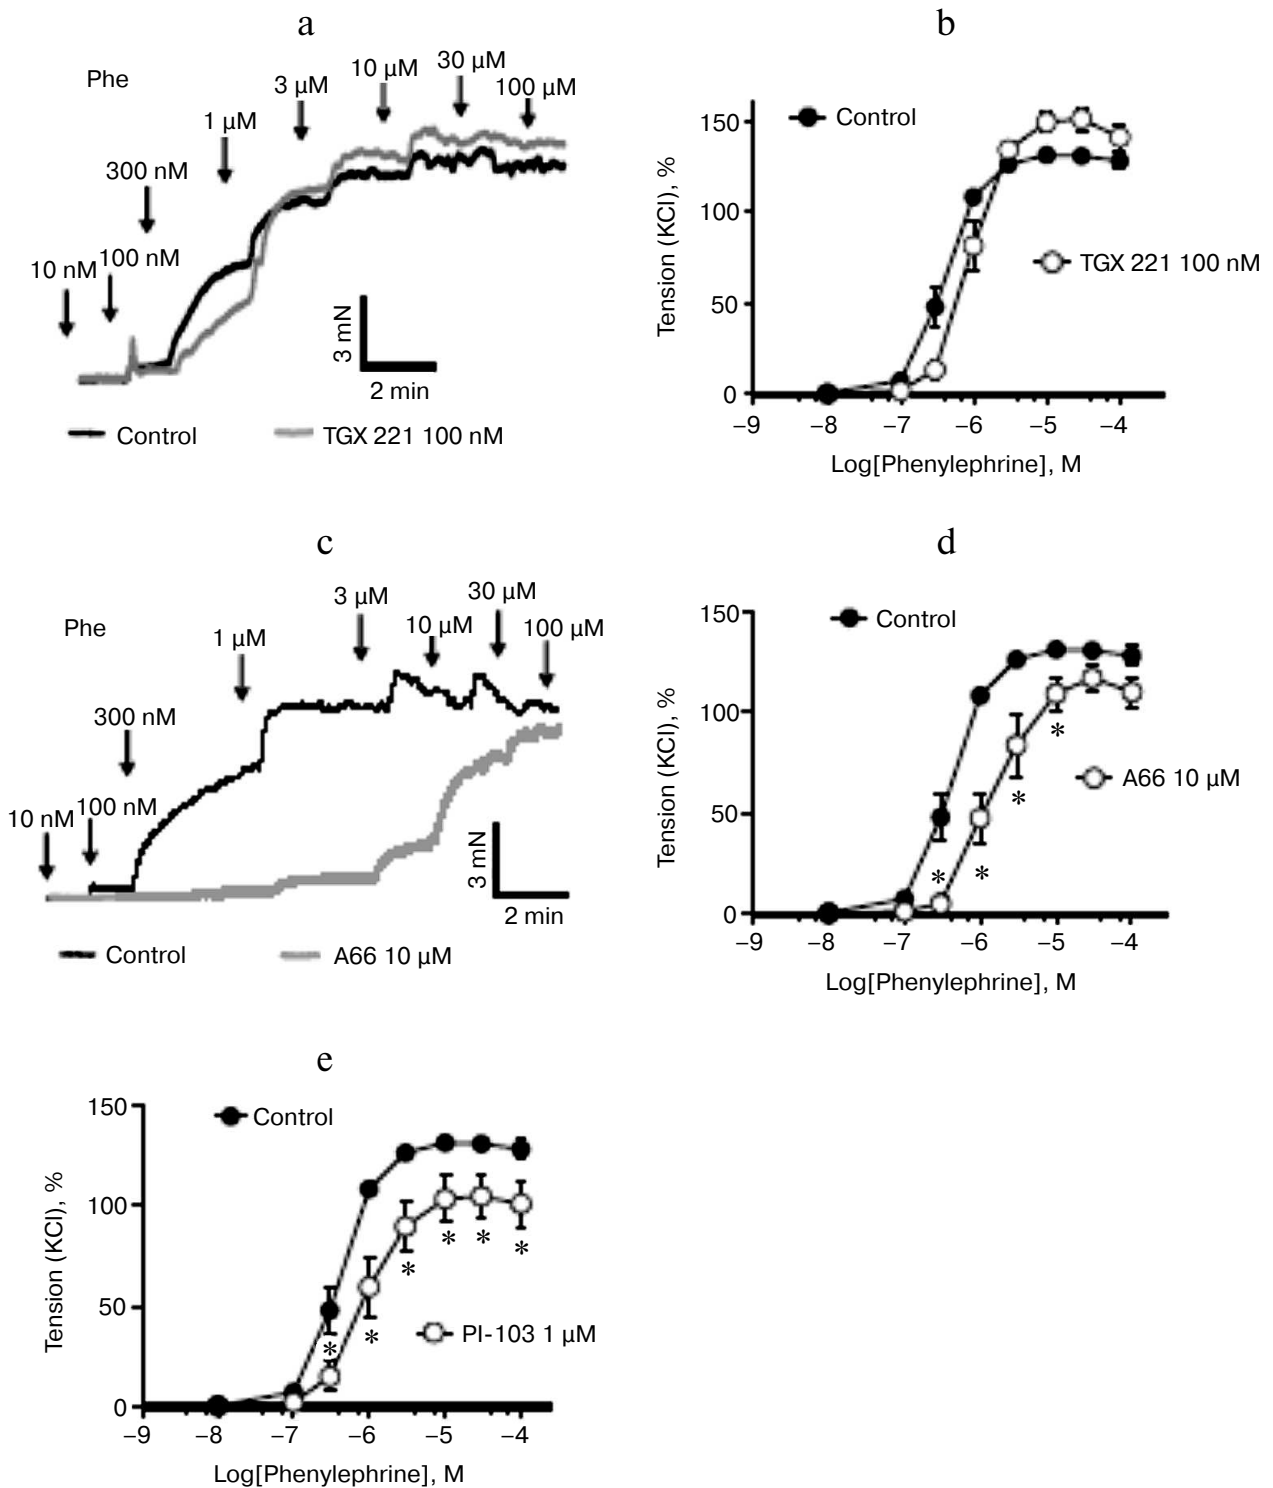 a
Phe
10 nM
100 nM
300 nM
1 µM
3 µM
10 µM
30 µM
100 µM
3 mN
2 min
Control
TGX 221 100 nM
b
Control
TGX 221 100 nM
Tension (KCl), %
150
100
50
0
−9 −8 −7 −6 −5 −4
Log[Phenylephrine], M
c
Phe
10 nM
100 nM
300 nM
1 µM
3 µM
10 µM
30 µM
100 µM
3 mN
2 min
Control
A66 10 µM
d
Control
A66 10 µM
Tension (KCl), %
150
100
50
0
* * * *
−9 −8 −7 −6 −5 −4
Log[Phenylephrine], M
e
Control
PI-103 1 µM
Tension (KCl), %
150
100
50
0
* * * * * *
−9 −8 −7 −6 −5 −4
Log[Phenylephrine], M